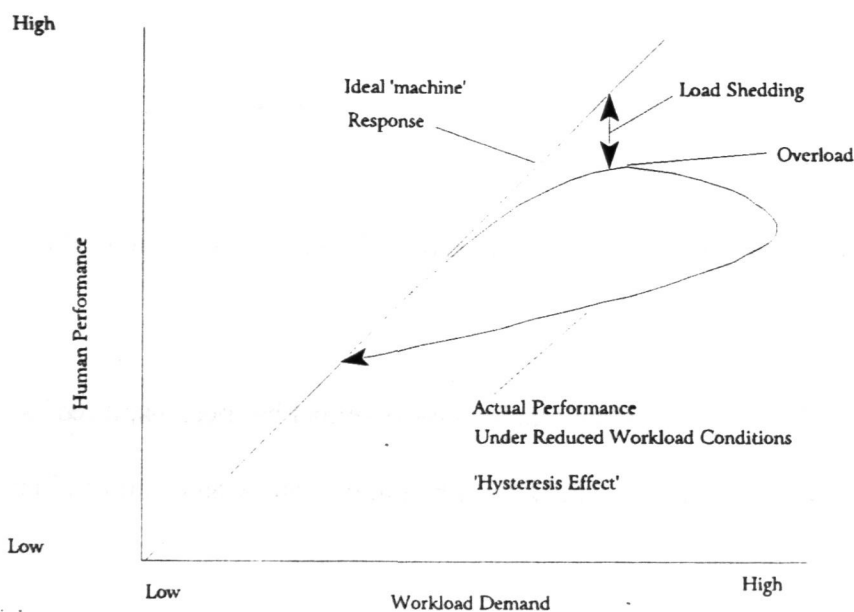 High
Ideal 'machine'
Response
Load Shedding
Overload
Human Performance
Actual Performance
Under Reduced Workload Conditions
'Hysteresis Effect'
Low
Low
High
Workload Demand